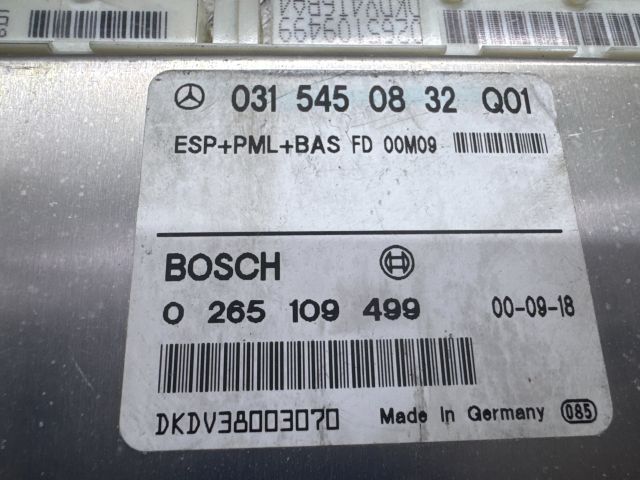 031 545 08 32 Q01
ESP+PML+BAS FD 00M09
BOSCH
0 265 109 499 00-09-18
DKDV38003070 Made in Germany 085